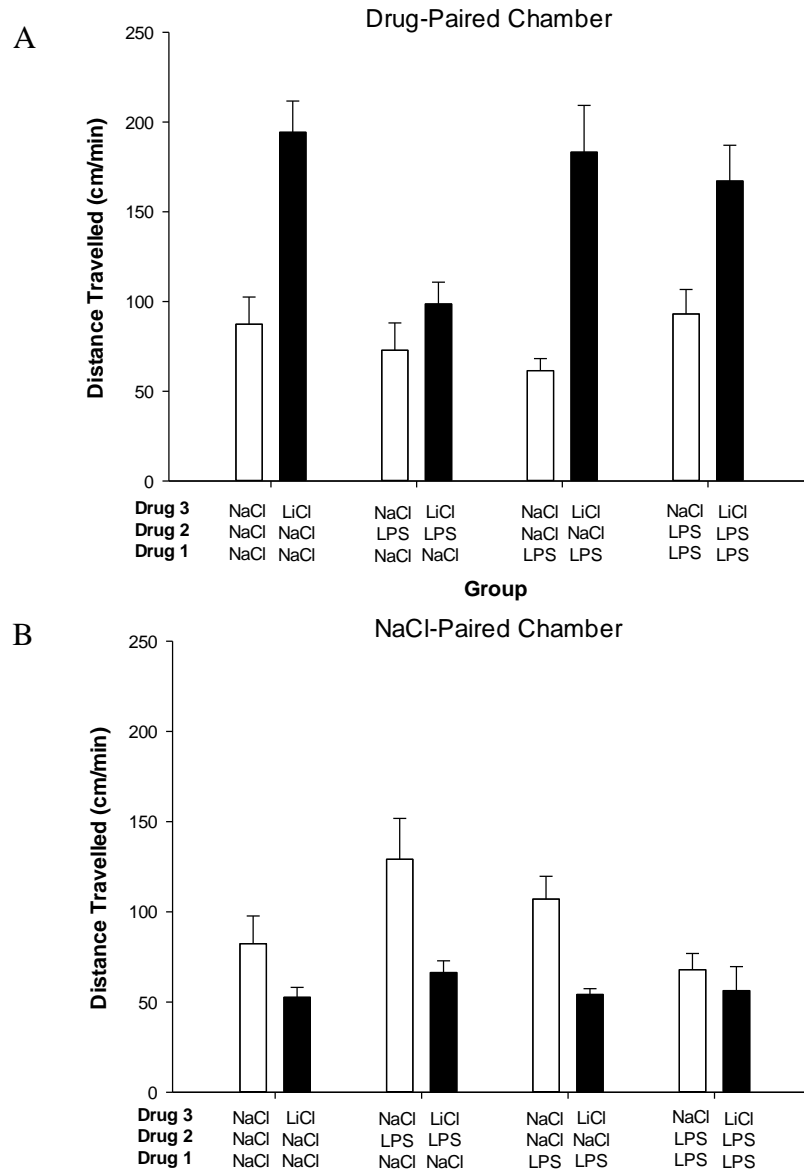 A
Drug-Paired Chamber
Distance Travelled (cm/min)
250
200
150
100
50
0
Drug 3 NaCl LiCl NaCl LiCl NaCl LiCl NaCl LiCl
Drug 2 NaCl NaCl LPS LPS NaCl NaCl LPS LPS
Drug 1 NaCl NaCl NaCl NaCl LPS LPS LPS LPS
Group
B
NaCl-Paired Chamber
Distance Travelled (cm/min)
250
200
150
100
50
0
Drug 3 NaCl LiCl NaCl LiCl NaCl LiCl NaCl LiCl
Drug 2 NaCl NaCl LPS LPS NaCl NaCl LPS LPS
Drug 1 NaCl NaCl NaCl NaCl LPS LPS LPS LPS